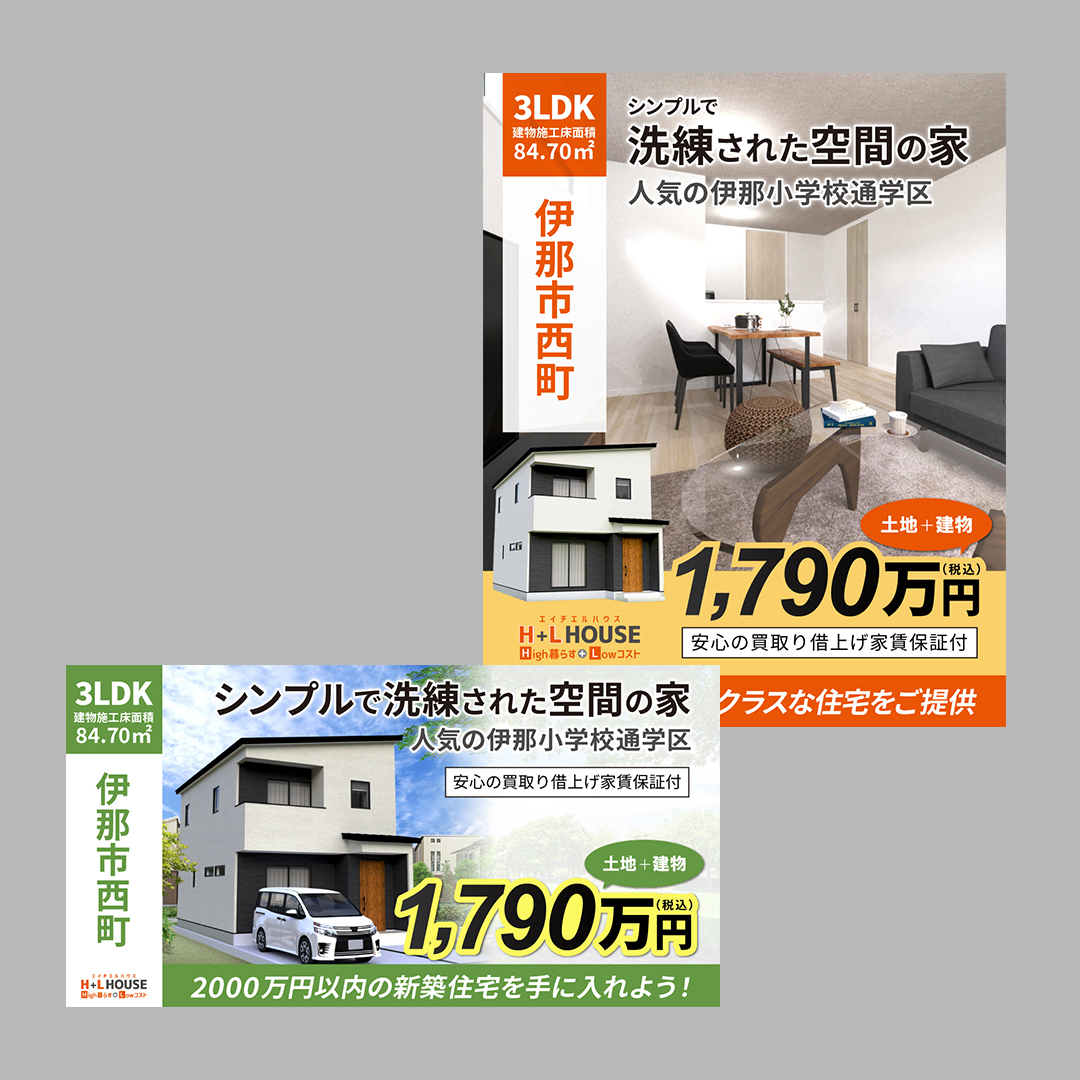 3LDK
建物施工床面積
84.70㎡
伊那市西町
シンプルで
洗練された空間の家
人気の伊那小学校通学区
土地+建物
1,790万円
(税込)
安心の買取り借上げ家賃保証付
エイチエルハウス
H+L HOUSE
High暮らす+Lowコスト
クラスな住宅をご提供
3LDK
建物施工床面積
84.70㎡
伊那市西町
エイチエルハウス
H+L HOUSE
High暮らす+Lowコスト
シンプルで洗練された空間の家
人気の伊那小学校通学区
安心の買取り借上げ家賃保証付
土地+建物
1,790万円
(税込)
2000万円以内の新築住宅を手に入れよう!